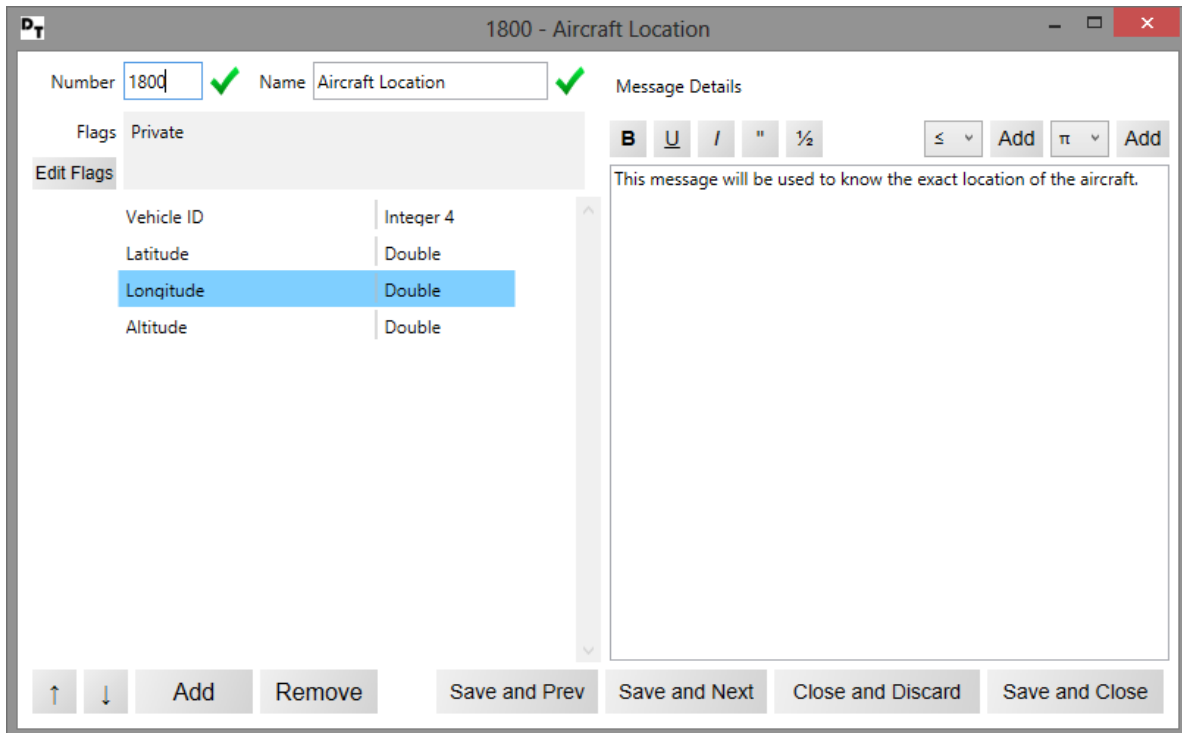 DT
1800 - Aircraft Location
Number 1800 Name Aircraft Location
Message Details
Flags Private
B U I " ½ ≤ Add π Add
Edit Flags
This message will be used to know the exact location of the aircraft.
Vehicle ID Integer 4
Latitude Double
Longitude Double
Altitude Double
↑ ↓ Add Remove Save and Prev Save and Next Close and Discard Save and Close